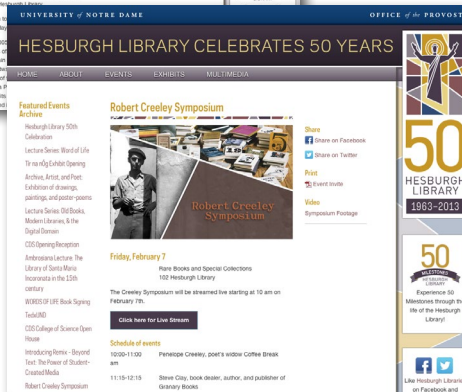 UNIVERSITY of NOTRE DAME
OFFICE of the PROVOST
HESBURGH LIBRARY CELEBRATES 50 YEARS
HOME ABOUT EVENTS EXHIBITS MULTIMEDIA
Featured Events
Archive
Hesburgh Library 50th
Celebration
Lecture Series: Word of Life
Tír na nÓg Exhibit Opening
Archive, Artist, and Poet:
Exhibition of drawings,
paintings, and poster-poems
Lecture Series: Old Books,
Modern Libraries, & the
Digital Domain
CDS Opening Reception
Ambrosiana Lecture: The
Library of Santa Maria
Incoronata in the 15th
century
WORDS OF LIFE Book Signing
TedxUND
CDS College of Science Open
House
Introducing Remix - Beyond
Text: The Power of Student-
Created Media
Robert Creeley Symposium
Robert Creeley Symposium
Robert Creeley
Symposium
Friday, February 7
Rare Books and Special Collections
102 Hesburgh Library
The Creeley Symposium will be streamed live starting at 10 am on
February 7th.
Click here for Live Stream
Schedule of events
10:00-11:00
am
Penelope Creeley, poet's widow Coffee Break
11:15-12:15
Steve Clay, book dealer, author, and publisher of
Granary Books
Share
Share on Facebook
Share on Twitter
Print
Event Invite
Video
Symposium Footage
50
HESBURGH
LIBRARY
1963-2013
50
MILESTONES
HESBURGH
LIBRARY
Experience 50
Milestones through the
life of the Hesburgh
Library!
Like Hesburgh Libraries
on Facebook and